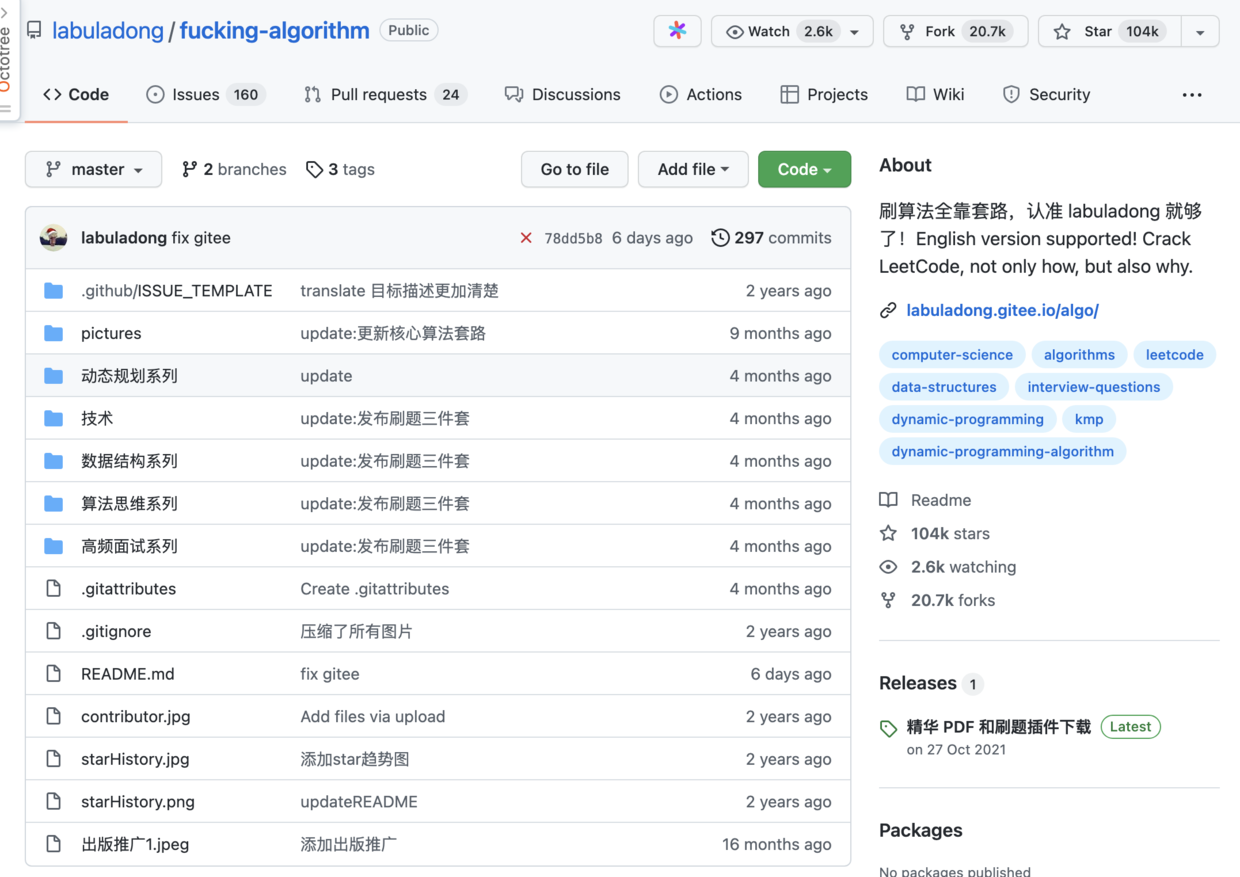 Octotree
labuladong / fucking-algorithm Public
Watch 2.6k
Fork 20.7k
Star 104k
Code
Issues 160
Pull requests 24
Discussions
Actions
Projects
Wiki
Security
master
2 branches
3 tags
Go to file
Add file
Code
labuladong fix gitee
78dd5b8 6 days ago
297 commits
.github/ISSUE_TEMPLATE translate 目标描述更加清楚 2 years ago
pictures update:更新核心算法套路 9 months ago
动态规划系列 update 4 months ago
技术 update:发布刷题三件套 4 months ago
数据结构系列 update:发布刷题三件套 4 months ago
算法思维系列 update:发布刷题三件套 4 months ago
高频面试系列 update:发布刷题三件套 4 months ago
.gitattributes Create .gitattributes 4 months ago
.gitignore 压缩了所有图片 2 years ago
README.md fix gitee 6 days ago
contributor.jpg Add files via upload 2 years ago
starHistory.jpg 添加star趋势图 2 years ago
starHistory.png updateREADME 2 years ago
出版推广1.jpeg 添加出版推广 16 months ago
About
刷算法全靠套路，认准 labuladong 就够
了！English version supported! Crack
LeetCode, not only how, but also why.
labuladong.gitee.io/algo/
computer-science algorithms leetcode
data-structures interview-questions
dynamic-programming kmp
dynamic-programming-algorithm
Readme
104k stars
2.6k watching
20.7k forks
Releases 1
精华 PDF 和刷题插件下载 Latest
on 27 Oct 2021
Packages
No packages published